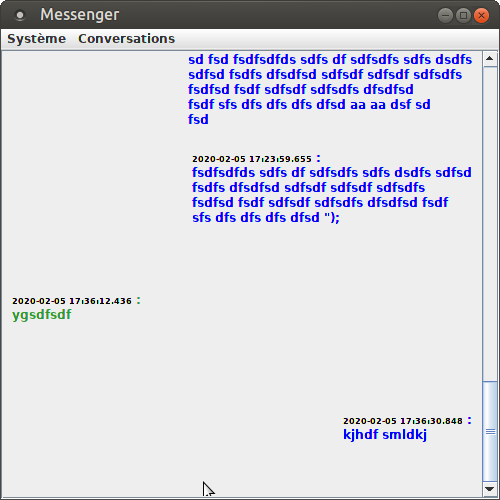 Messenger
Système Conversations
sd fsd fsdfsdfds sdfs df sdfsdfs sdfs dsdfs
sdfsd fsdfs dfsdfsd sdfsdf sdfsdf sdfsdfs
fsdfsd fsdf sdfsdf sdfsdfs dfsdfsd
fsdf sfs dfs dfs dfs dfsd aa aa dsf sd
fsd
2020-02-05 17:23:59.655 :
fsdfsdfds sdfs df sdfsdfs sdfs dsdfs sdfsd
fsdfs dfsdfsd sdfsdf sdfsdf sdfsdfs
fsdfsd fsdf sdfsdf sdfsdfs dfsdfsd fsdf
sfs dfs dfs dfs dfsd ");
2020-02-05 17:36:12.436 :
ygsdfsdf
2020-02-05 17:36:30.848 :
kjhdf smldkj